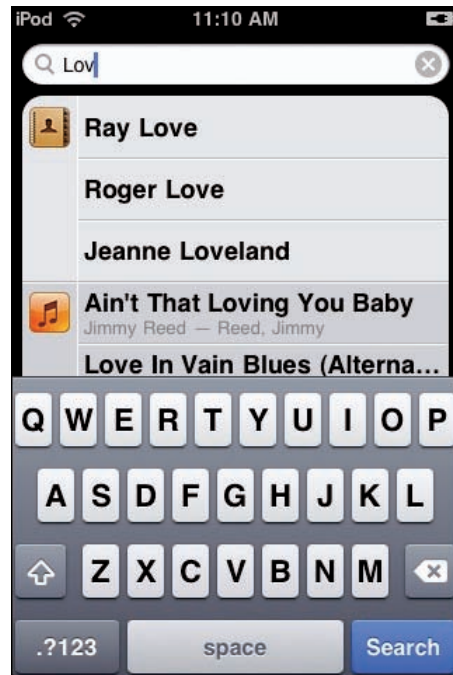 iPod 11:10 AM
Lov
Ray Love
Roger Love
Jeanne Loveland
Ain't That Loving You Baby
Jimmy Reed — Reed, Jimmy
Love In Vain Blues (Alterna...
Q W E R T Y U I O P
A S D F G H J K L
Z X C V B N M
.?123 space Search